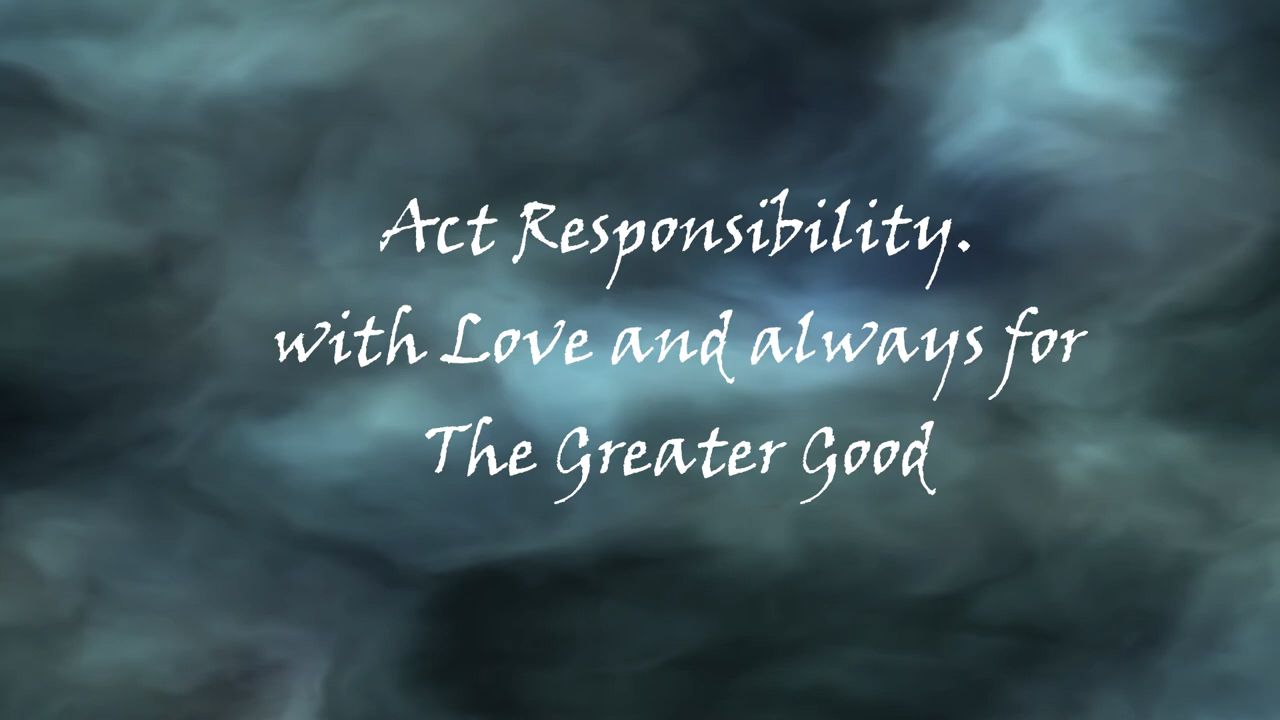 Act Responsibility.
with Love and always for
The Greater Good